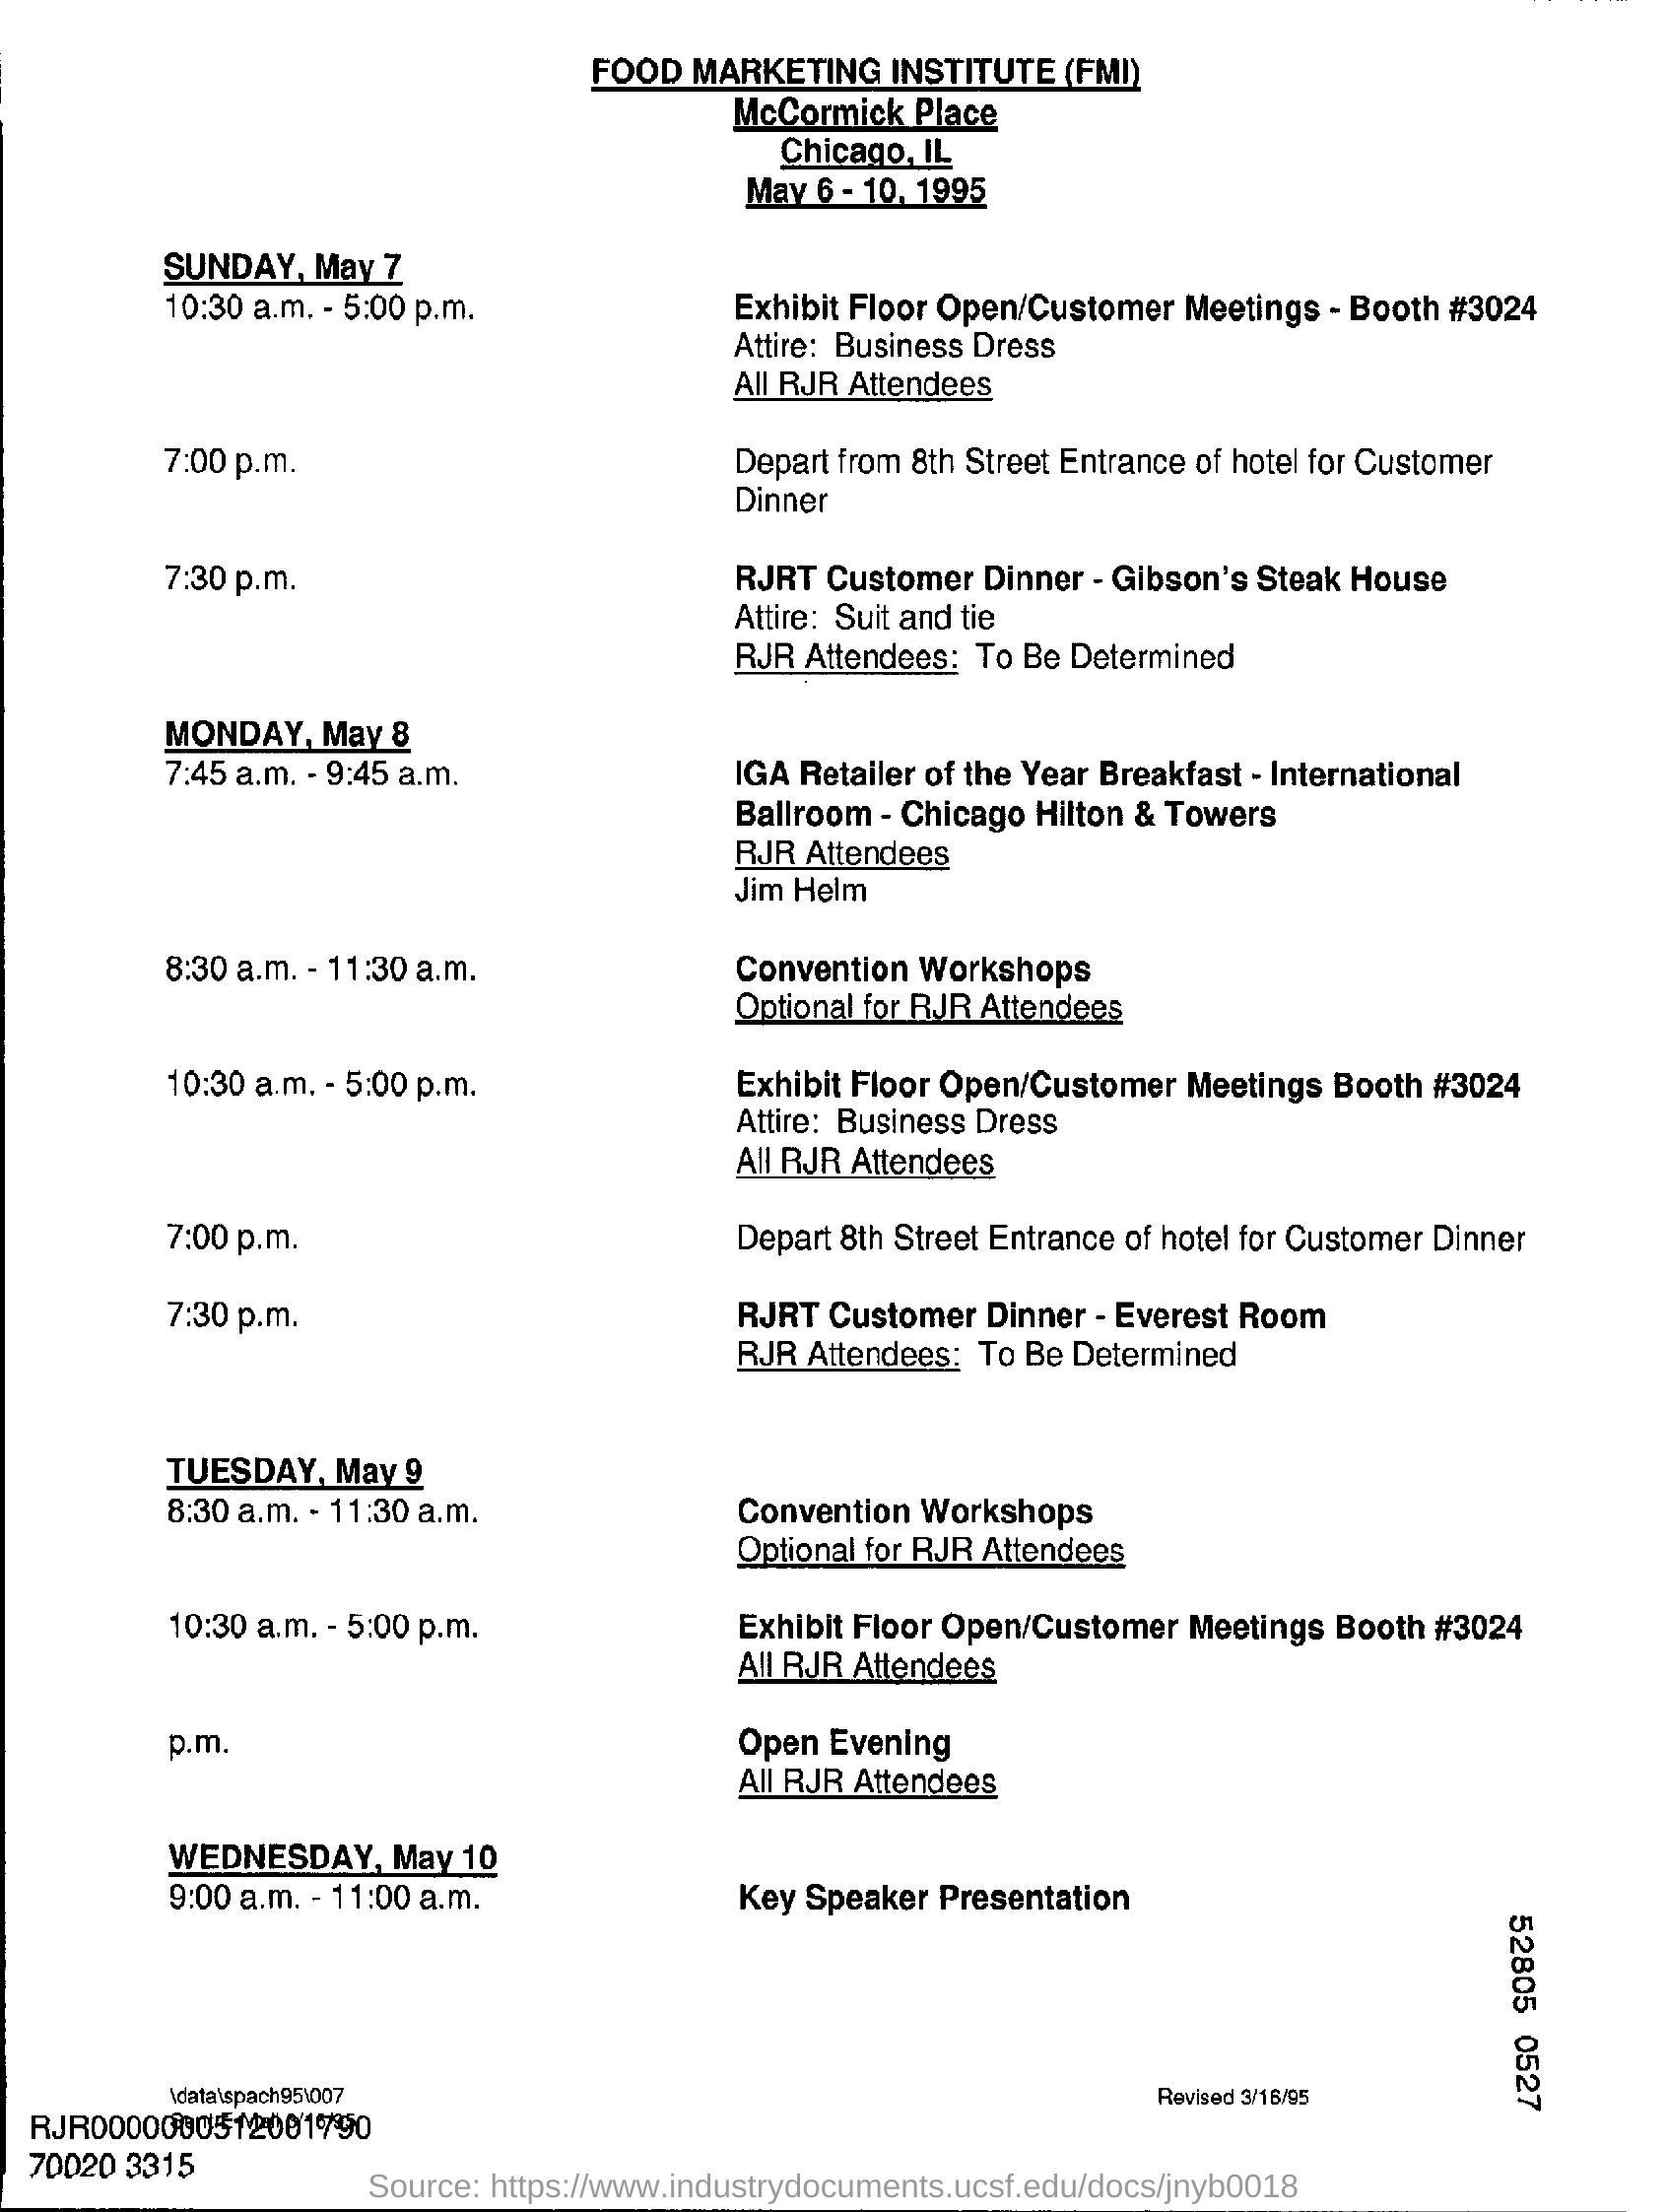 FOOD MARKETING INSTITUTE (FMI)
McCormick Place
Chicago, IL
May 6 - 10, 1995
SUNDAY, May 7
10:30 a.m. - 5:00 p.m. Exhibit Floor Open/Customer Meetings - Booth #3024
Attire: Business Dress
All RJR Attendees
7:00 p.m. Depart from 8th Street Entrance of hotel for Customer
Dinner
7:30 p.m. RJRT Customer Dinner - Gibson's Steak House
Attire: Suit and tie
RJR Attendees: To Be Determined
MONDAY, May 8
7:45 a.m. - 9:45 a.m. IGA Retailer of the Year Breakfast - International
Ballroom - Chicago Hilton & Towers
RJR Attendees
Jim Helm
8:30 a.m. - 11:30 a.m. Convention Workshops
Optional for RJR Attendees
10:30 a.m. - 5:00 p.m. Exhibit Floor Open/Customer Meetings Booth #3024
Attire: Business Dress
All RJR Attendees
7:00 p.m. Depart 8th Street Entrance of hotel for Customer Dinner
7:30 p.m. RJRT Customer Dinner - Everest Room
RJR Attendees: To Be Determined
TUESDAY, May 9
8:30 a.m. - 11:30 a.m. Convention Workshops
Optional for RJR Attendees
10:30 a.m. - 5:00 p.m. Exhibit Floor Open/Customer Meetings Booth #3024
All RJR Attendees
p.m. Open Evening
All RJR Attendees
WEDNESDAY, May 10
9:00 a.m. - 11:00 a.m. Key Speaker Presentation
52805 0527
\data\spach95\007 Revised 3/16/95
RJR0000000512001790
70020 3315
Source: https://www.industrydocuments.ucsf.edu/docs/jnyb0018